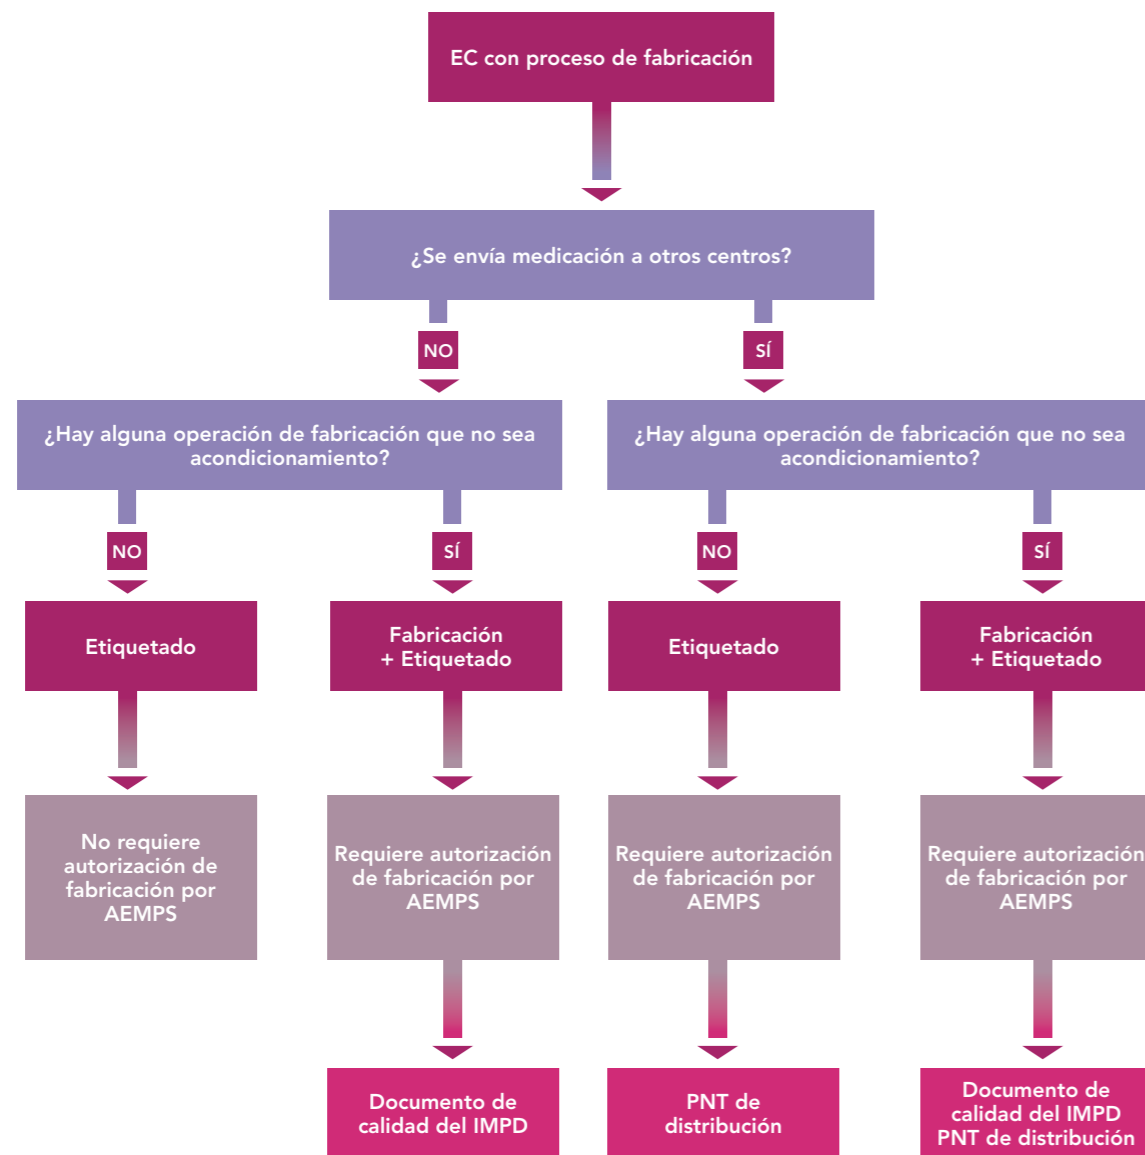 EC con proceso de fabricación
¿Se envía medicación a otros centros?
NO
SÍ
¿Hay alguna operación de fabricación que no sea
acondicionamiento?
¿Hay alguna operación de fabricación que no sea
acondicionamiento?
NO
SÍ
NO
SÍ
Etiquetado
Fabricación
+ Etiquetado
Etiquetado
Fabricación
+ Etiquetado
No requiere
autorización de
fabricación por
AEMPS
Requiere autorización
de fabricación por
AEMPS
Requiere autorización
de fabricación por
AEMPS
Requiere autorización
de fabricación por
AEMPS
Documento de
calidad del IMPD
PNT de
distribución
Documento de
calidad del IMPD
PNT de distribución